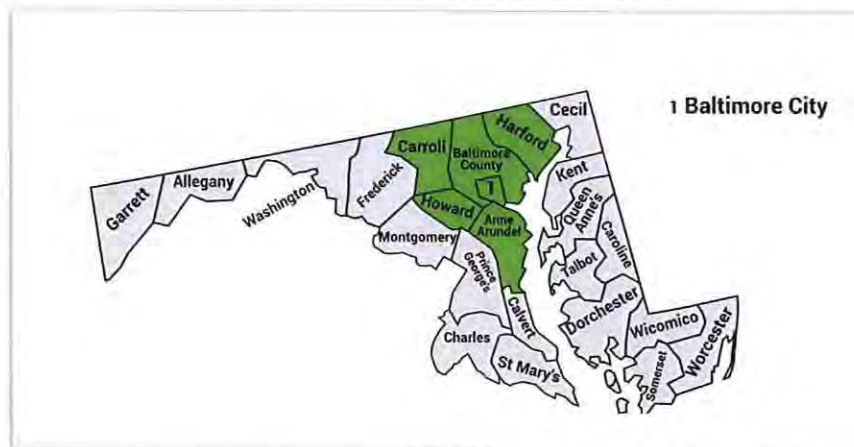 1 Baltimore City
Cecil
Harford
Carroll
Baltimore
County
1
Kent
Garrett
Allegany
Washington
Frederick
Howard
Anne
Arundel
Queen
Anne's
Caroline
Montgomery
Prince
George's
Talbot
Calvert
Dorchester
Charles
St Mary's
Wicomico
Worcester
Somerset